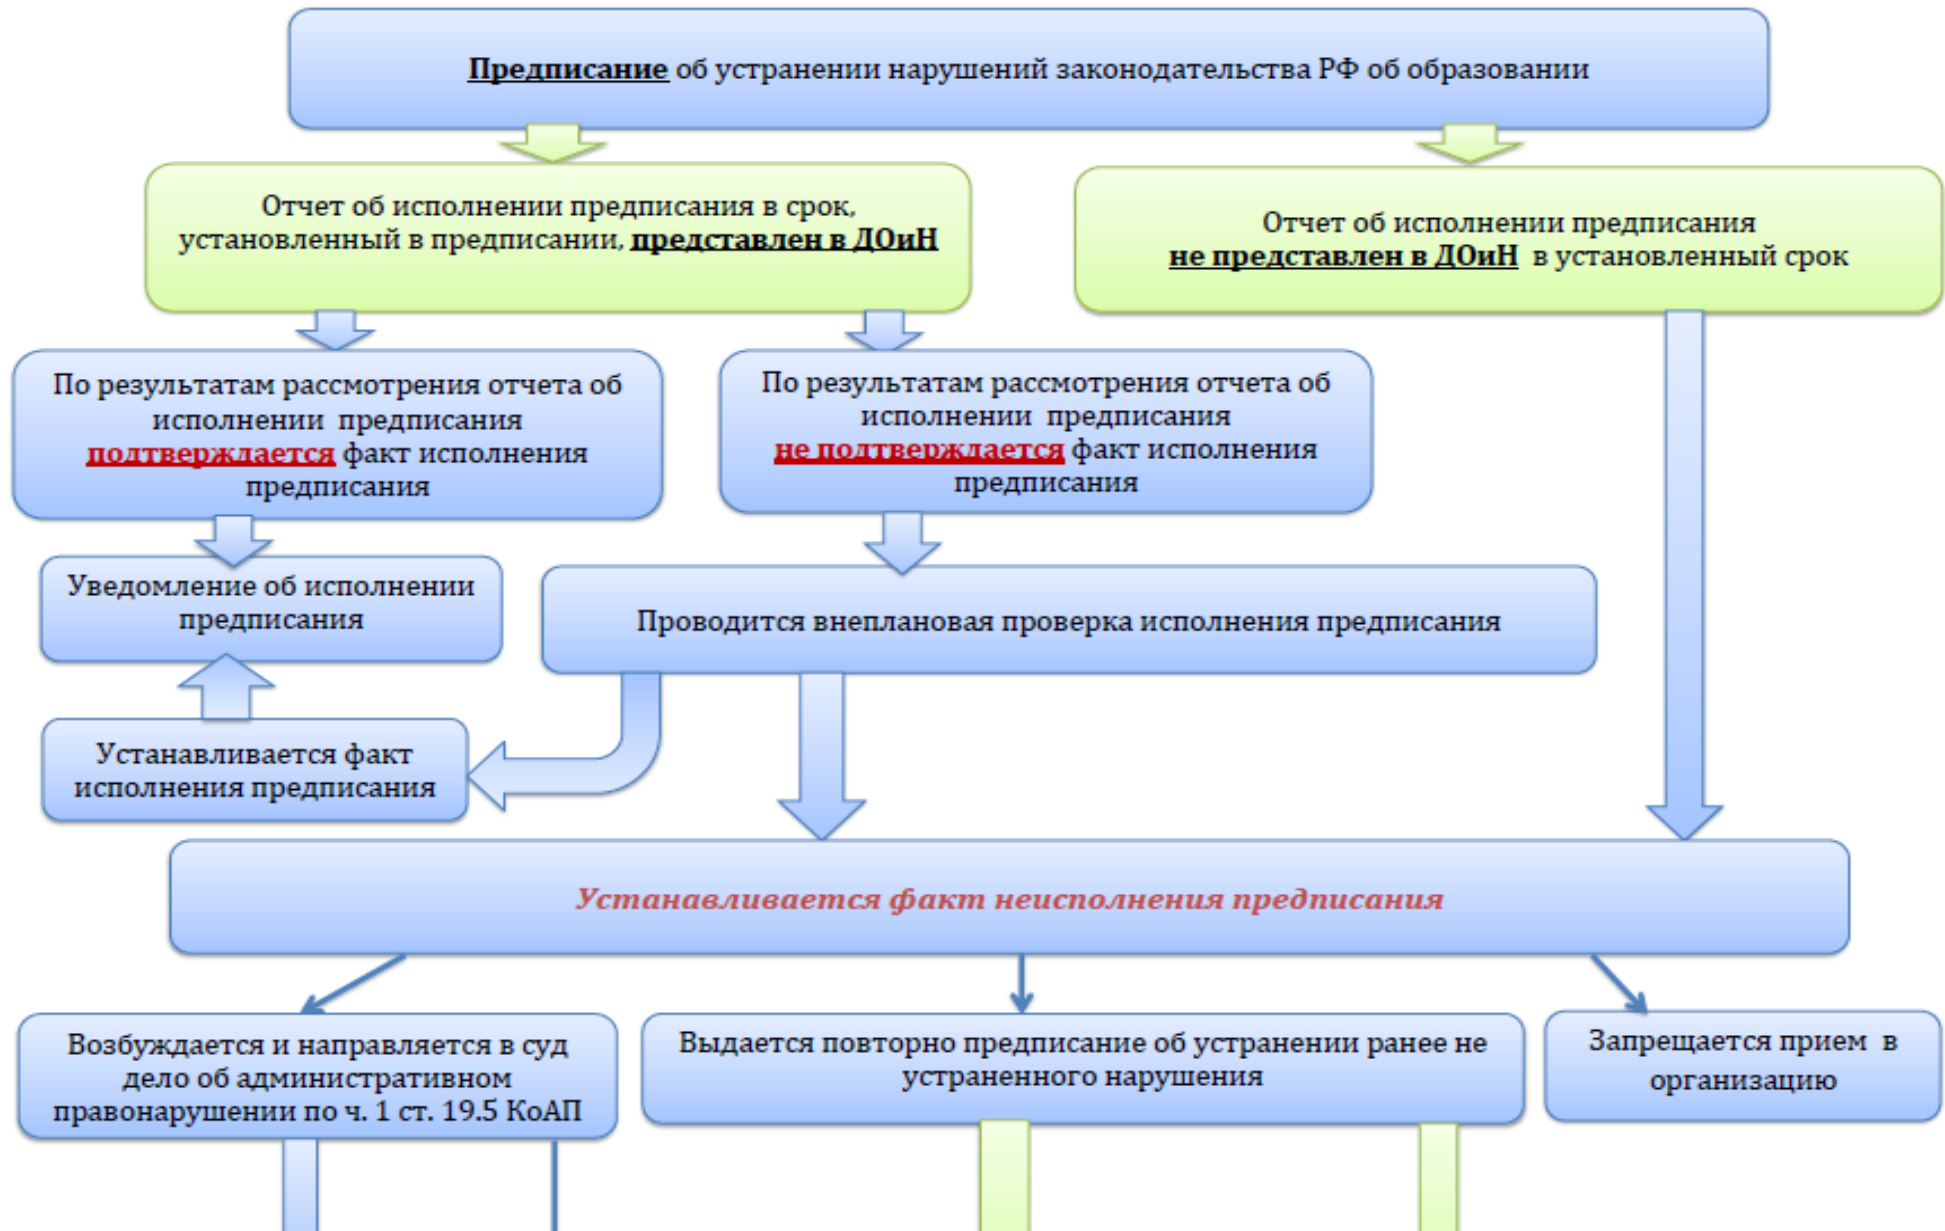 Предписание об устранении нарушений законодательства РФ об образовании
Отчет об исполнении предписания в срок,
установленный в предписании, представлен в ДОиН
Отчет об исполнении предписания
не представлен в ДОиН в установленный срок
По результатам рассмотрения отчета об
исполнении предписания
подтверждается факт исполнения
предписания
По результатам рассмотрения отчета об
исполнении предписания
не подтверждается факт исполнения
предписания
Уведомление об исполнении
предписания
Проводится внеплановая проверка исполнения предписания
Устанавливается факт
исполнения предписания
Устанавливается факт неисполнения предписания
Возбуждается и направляется в суд
дело об административном
правонарушении по ч. 1 ст. 19.5 КоАП
Выдается повторно предписание об устранении ранее не
устраненного нарушения
Запрещается прием в
организацию